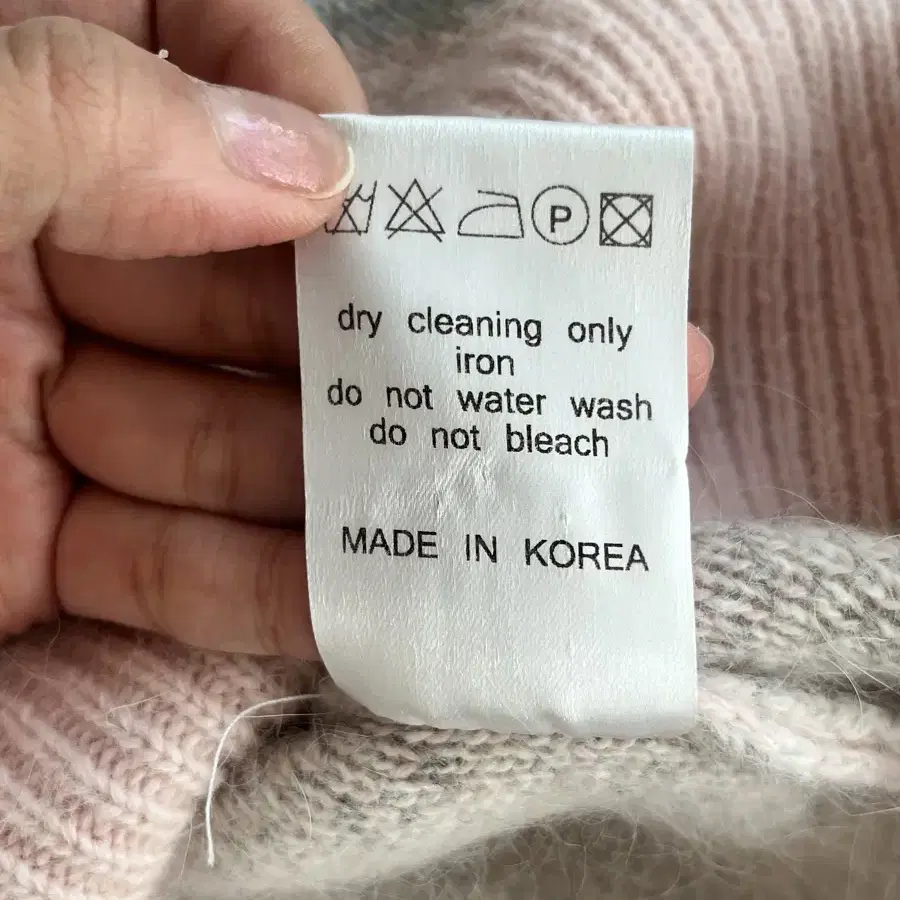 P
dry cleaning only
iron
do not water wash
do not bleach
MADE IN KOREA